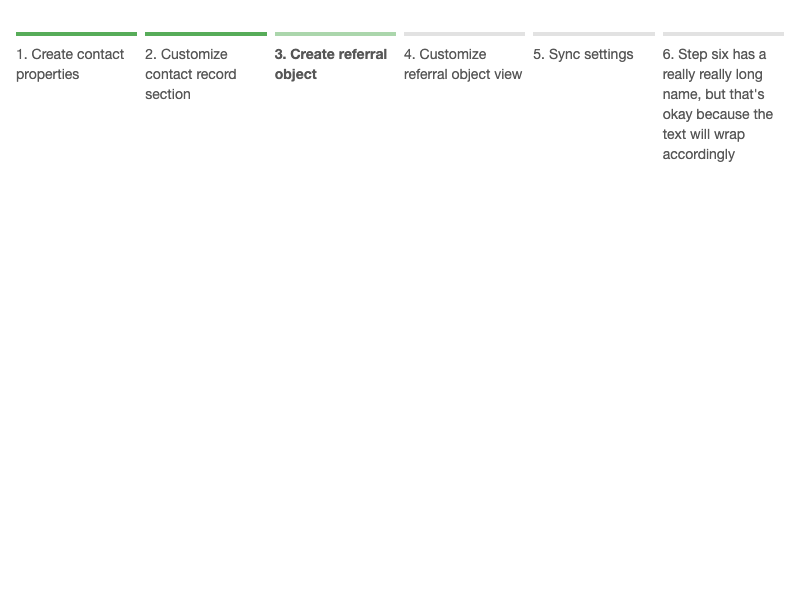 1. Create contact
properties
2. Customize
contact record
section
3. Create referral
object
4. Customize
referral object view
5. Sync settings
6. Step six has a
really really long
name, but that's
okay because the
text will wrap
accordingly